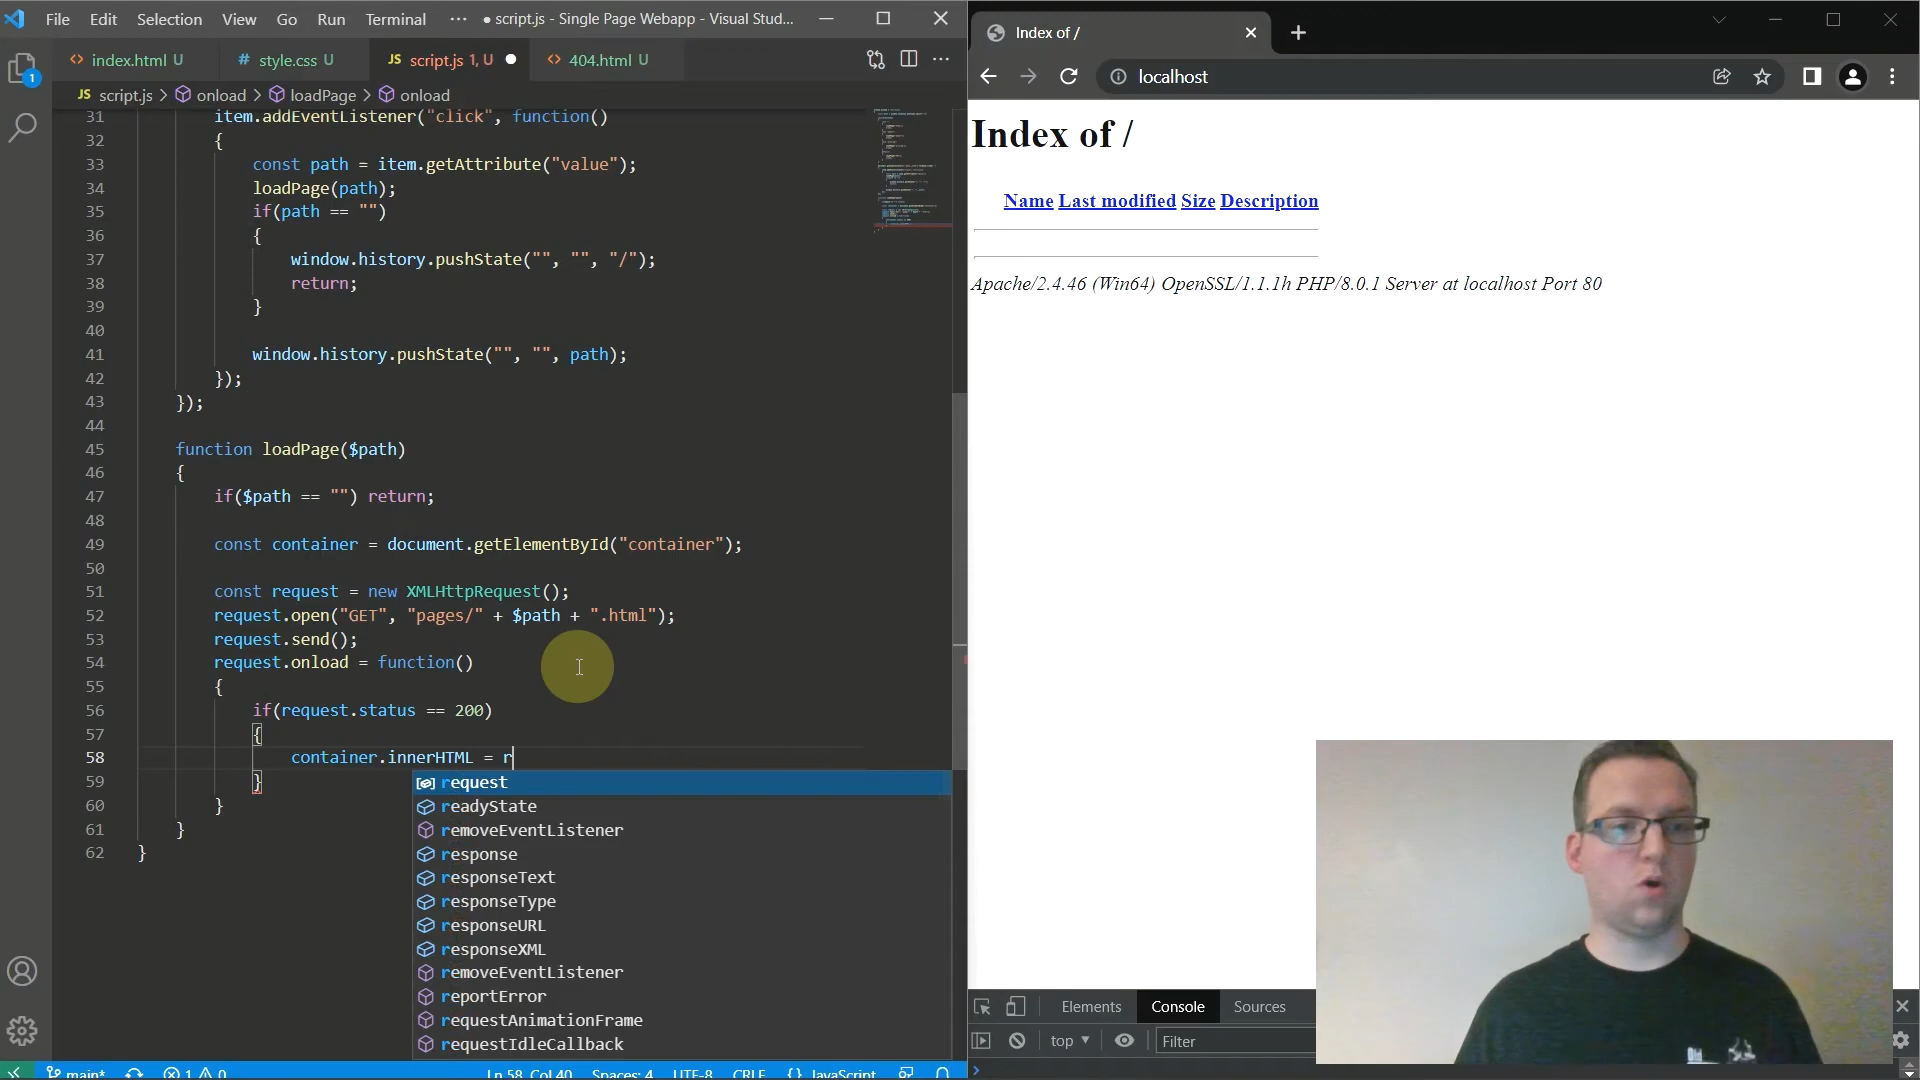 File Edit Selection View Go Run Terminal ··· ● script.js - Single Page Webapp - Visual Stud...
index.html U # style.css U JS script.js 1, U 404.html U
JS script.js > onload > loadPage > onload
31 item.addEventListener("click", function()
32 {
33 const path = item.getAttribute("value");
34 loadPage(path);
35 if(path == "")
36 {
37 window.history.pushState("", "", "/");
38 return;
39 }
40
41 window.history.pushState("", "", path);
42 });
43 });
44
45 function loadPage($path)
46 {
47 if($path == "") return;
48
49 const container = document.getElementById("container");
50
51 const request = new XMLHttpRequest();
52 request.open("GET", "pages/" + $path + ".html");
53 request.send();
54 request.onload = function()
55 {
56 if(request.status == 200)
57 {
58 container.innerHTML = r
59 }
60 }
61 }
62 }
request
readyState
removeEventListener
response
responseText
responseType
responseURL
responseXML
removeEventListener
reportError
requestAnimationFrame
requestIdleCallback
1
main* 1 0 Ln 58, Col 40 Spaces: 4 UTF-8 CRLF {} JavaScript
Index of /
localhost
Index of /
Name Last modified Size Description
Apache/2.4.46 (Win64) OpenSSL/1.1.1h PHP/8.0.1 Server at localhost Port 80
Elements Console Sources
top Filter